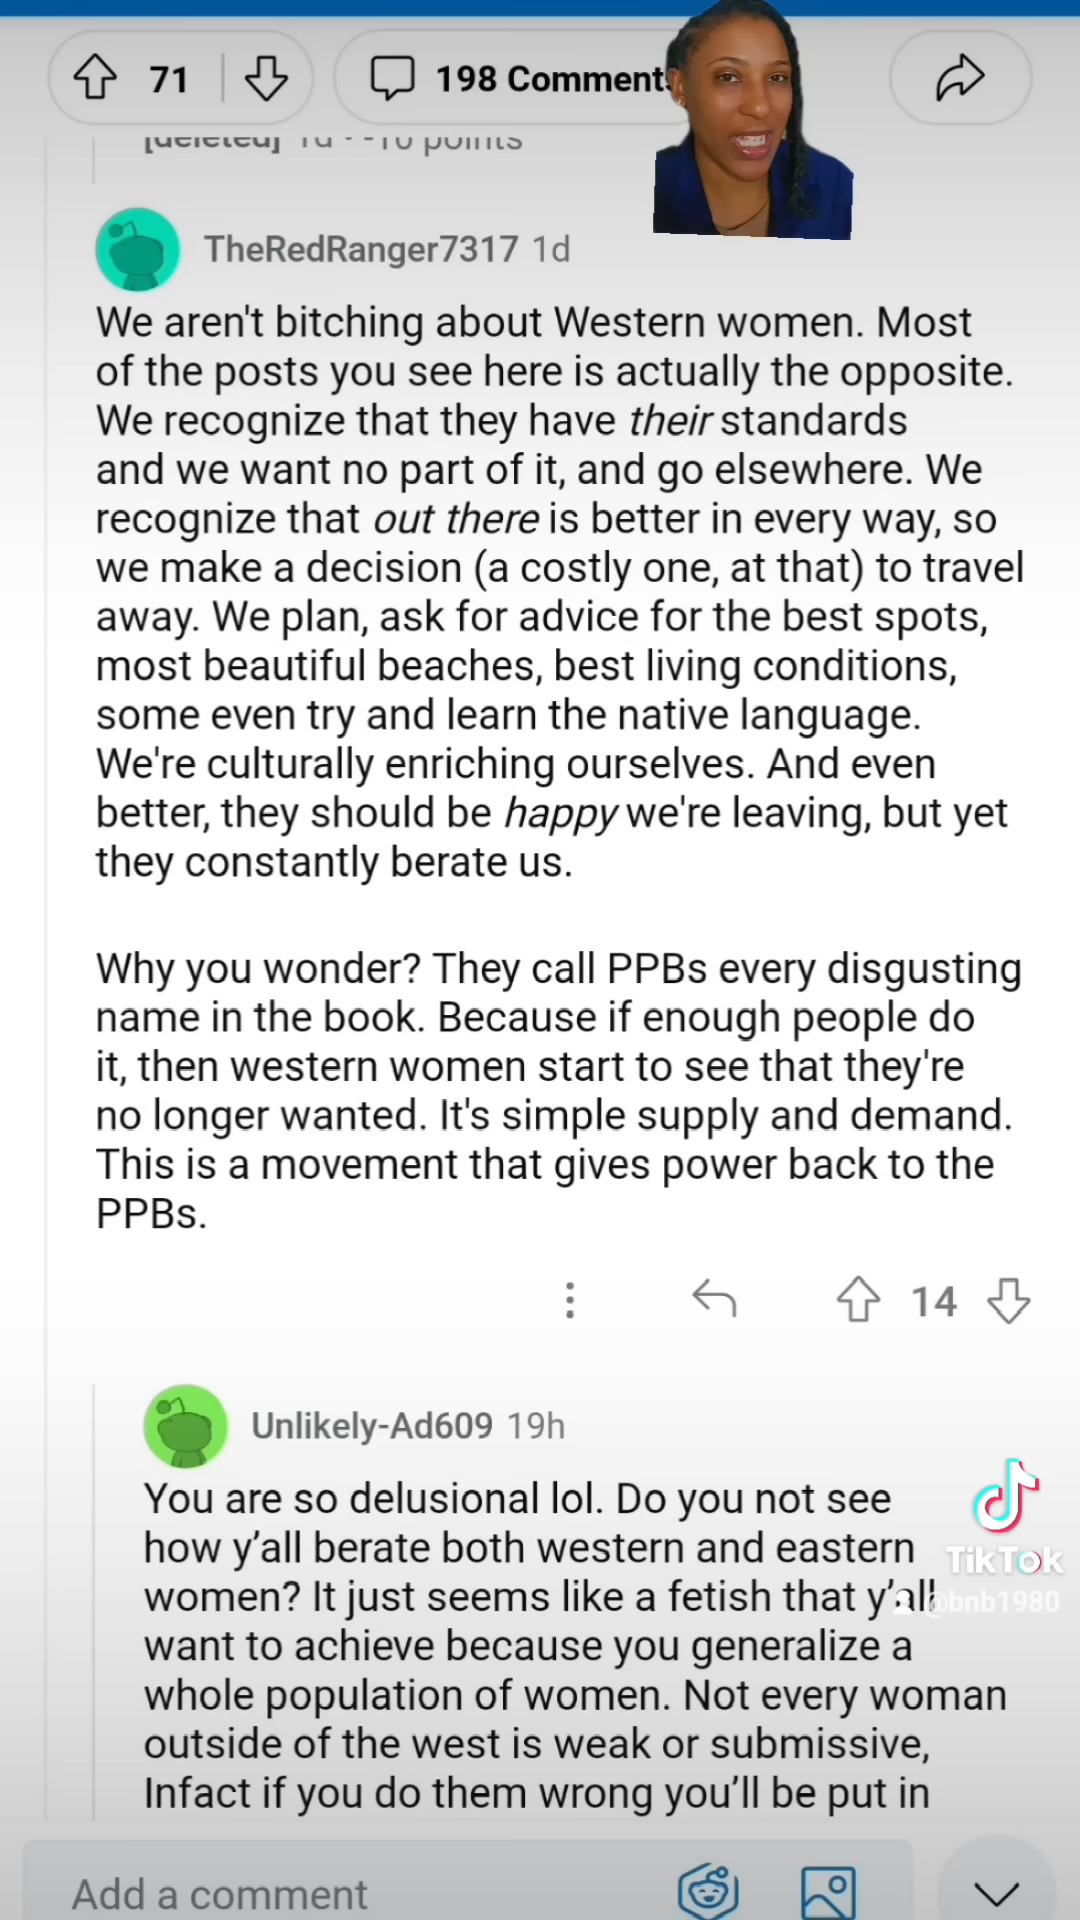 71
198 Comments
[deleted] 1d · -10 points
TheRedRanger7317 1d
We aren't bitching about Western women. Most
of the posts you see here is actually the opposite.
We recognize that they have their standards
and we want no part of it, and go elsewhere. We
recognize that out there is better in every way, so
we make a decision (a costly one, at that) to travel
away. We plan, ask for advice for the best spots,
most beautiful beaches, best living conditions,
some even try and learn the native language.
We're culturally enriching ourselves. And even
better, they should be happy we're leaving, but yet
they constantly berate us.
Why you wonder? They call PPBs every disgusting
name in the book. Because if enough people do
it, then western women start to see that they're
no longer wanted. It's simple supply and demand.
This is a movement that gives power back to the
PPBs.
14
Unlikely-Ad609 19h
You are so delusional lol. Do you not see
how y’all berate both western and eastern
women? It just seems like a fetish that y’all
want to achieve because you generalize a
whole population of women. Not every woman
outside of the west is weak or submissive,
Infact if you do them wrong you’ll be put in
TikTok
@bnb1980
Add a comment